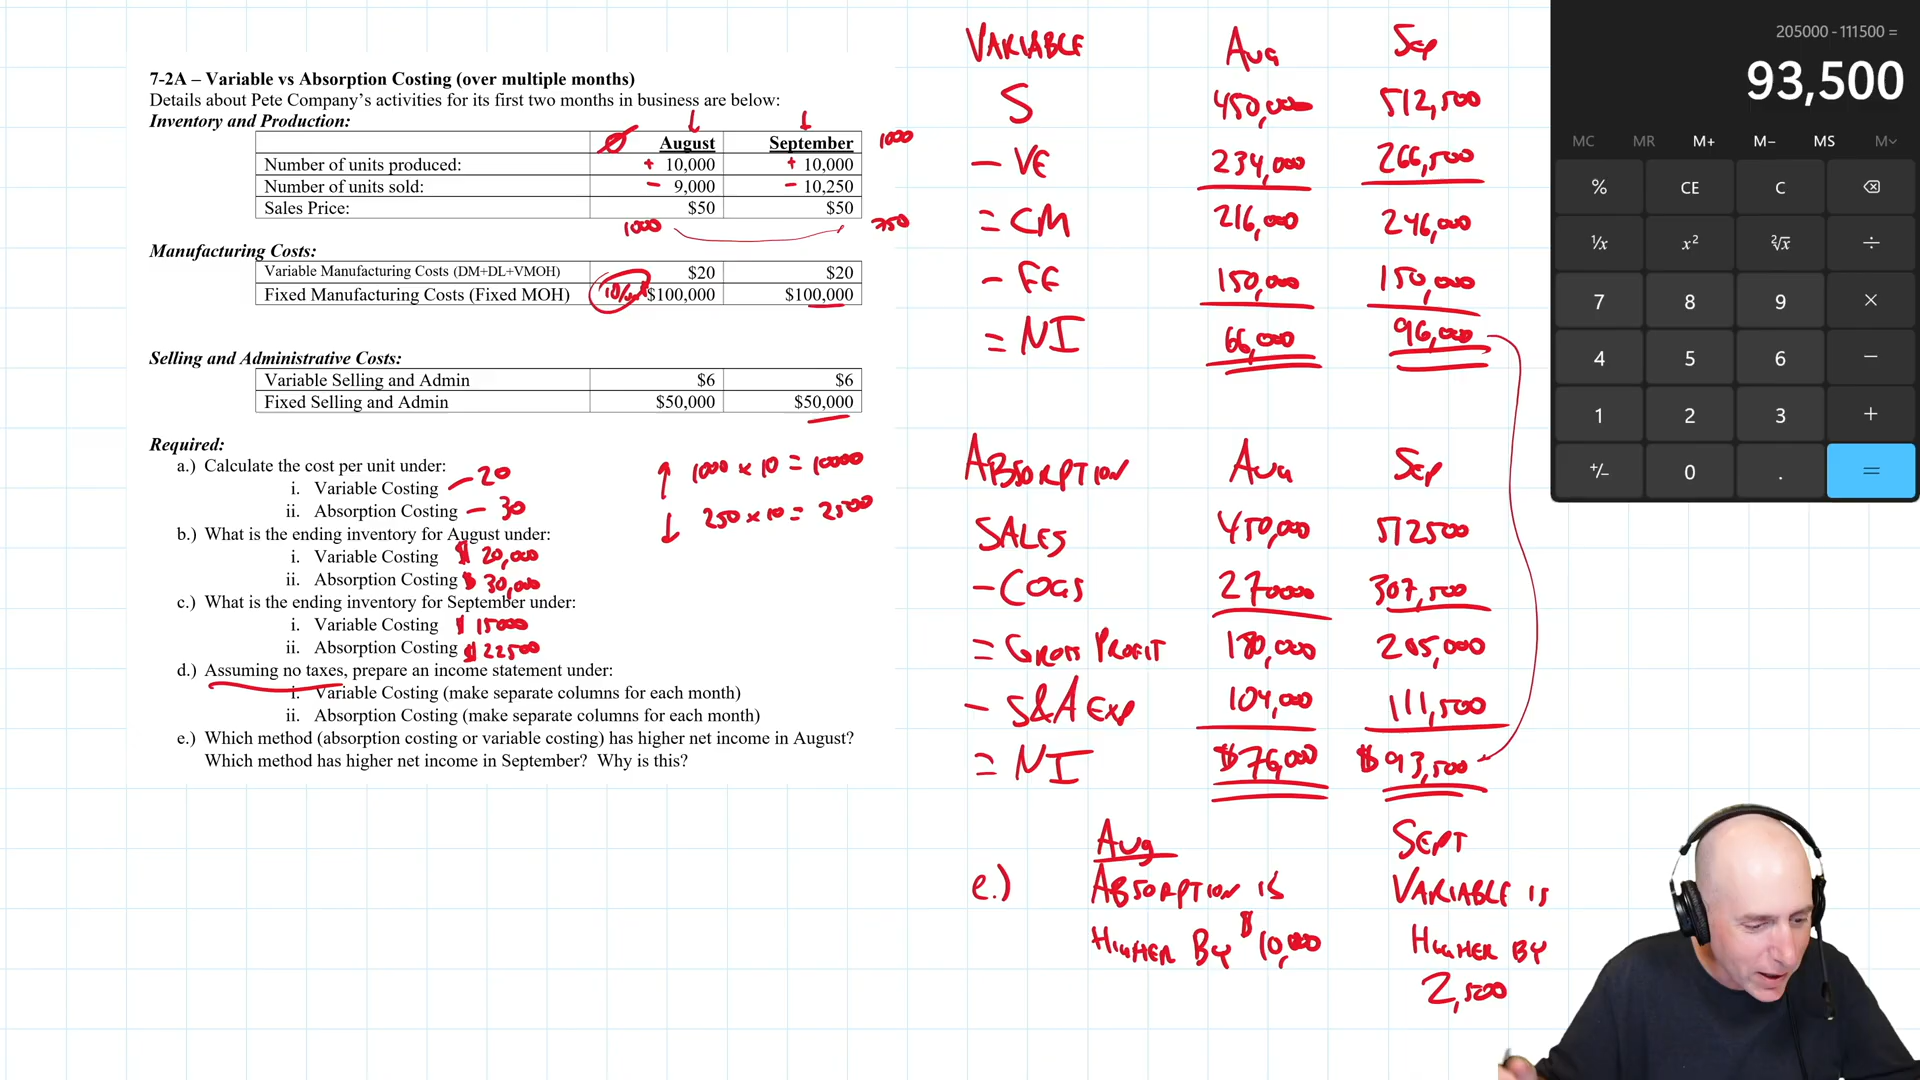 7-2A – Variable vs Absorption Costing (over multiple months)
Details about Pete Company's activities for its first two months in business are below:
Inventory and Production:
0 August September 1000
Number of units produced: + 10,000 + 10,000
Number of units sold: - 9,000 - 10,250
Sales Price: $50 $50
1000 750
Manufacturing Costs:
Variable Manufacturing Costs (DM+DL+VMOH) $20 $20
Fixed Manufacturing Costs (Fixed MOH) $100,000 $100,000
Selling and Administrative Costs:
Variable Selling and Admin $6 $6
Fixed Selling and Admin $50,000 $50,000
Required:
a.) Calculate the cost per unit under:
i. Variable Costing – 20
ii. Absorption Costing – 30
↑ 1000 × 10 = 10000
↓ 250 × 10 = 2500
b.) What is the ending inventory for August under:
i. Variable Costing $ 20,000
ii. Absorption Costing $ 30,000
c.) What is the ending inventory for September under:
i. Variable Costing $ 15000
ii. Absorption Costing $ 22500
d.) Assuming no taxes, prepare an income statement under:
i. Variable Costing (make separate columns for each month)
ii. Absorption Costing (make separate columns for each month)
e.) Which method (absorption costing or variable costing) has higher net income in August?
Which method has higher net income in September? Why is this?
VARIABLE Aug Sep
S 450,000 512,500
- VE 234,000 266,500
= CM 216,000 246,000
- FE 150,000 150,000
= NI 66,000 96,000
ABSORPTION Aug Sep
SALES 450,000 512500
- COGS 270000 307,500
= GROSS PROFIT 180,000 205,000
- S&A EXP 104,000 111,500
= NI $76,000 $93,500
e.) Aug
ABSORPTION IS
HIGHER BY $10,000
SEPT
VARIABLE IS
HIGHER BY
2,500
205000 - 111500 =
93,500
MC MR M+ M− MS M˅
% CE C ⌫
¹/x x² ²√x ÷
7 8 9 ×
4 5 6 −
1 2 3 +
+/− 0 . =